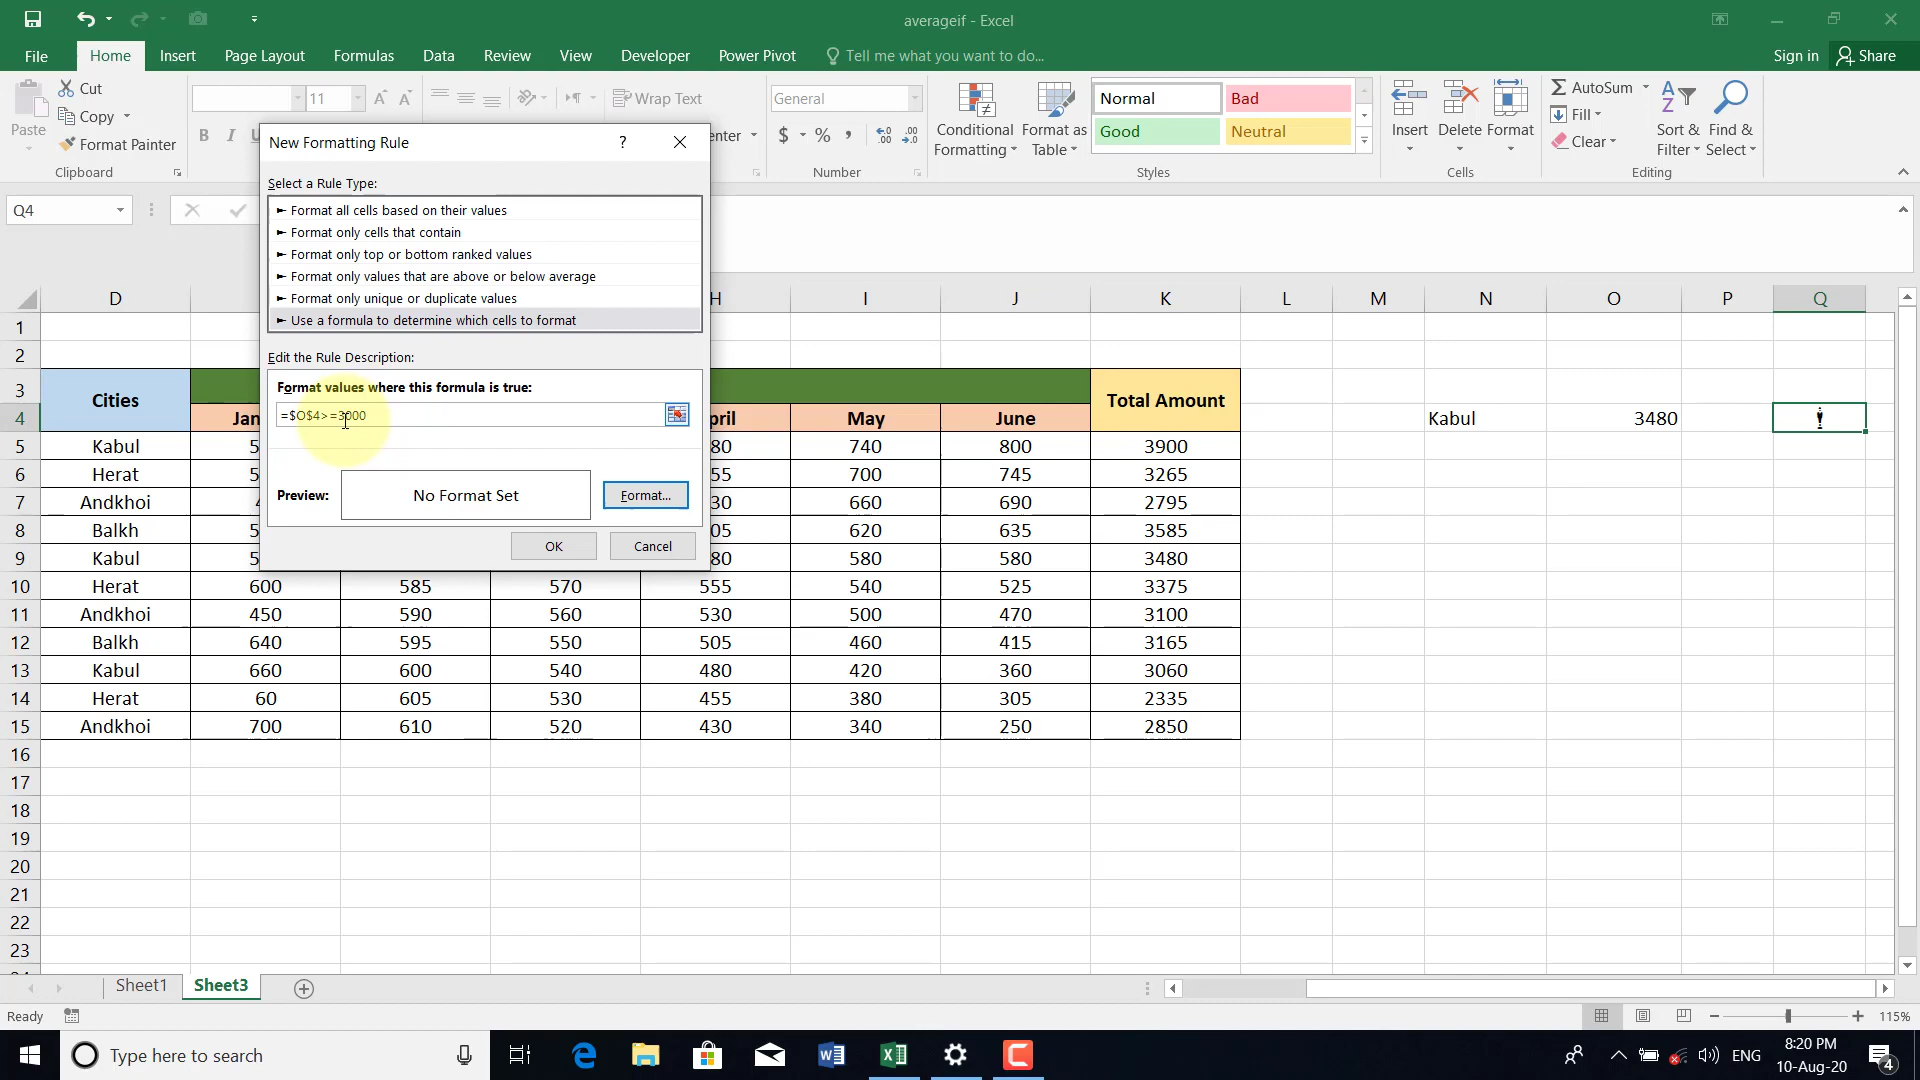 averageif - Excel
File Home Insert Page Layout Formulas Data Review View Developer Power Pivot Tell me what you want to do... Sign in Share
Paste
Cut
Copy
Format Painter
Clipboard
11
B I U
Wrap Text
enter
General
$ % ,
Number
Conditional Formatting
Format as Table
Normal
Bad
Good
Neutral
Styles
Insert Delete Format
Cells
AutoSum
Fill
Clear
Sort & Filter
Find & Select
Editing
Q4
New Formatting Rule ?
Select a Rule Type:
► Format all cells based on their values
► Format only cells that contain
► Format only top or bottom ranked values
► Format only values that are above or below average
► Format only unique or duplicate values
► Use a formula to determine which cells to format
Edit the Rule Description:
Format values where this formula is true:
=$O$4>=3000
Preview: No Format Set Format...
OK Cancel
D H I J K L M N O P Q
1
2
3 Cities Total Amount
4 Jan pril May June Kabul 3480 !
5 Kabul 5 80 740 800 3900
6 Herat 5 55 700 745 3265
7 Andkhoi 4 30 660 690 2795
8 Balkh 5 05 620 635 3585
9 Kabul 5 80 580 580 3480
10 Herat 600 585 570 555 540 525 3375
11 Andkhoi 450 590 560 530 500 470 3100
12 Balkh 640 595 550 505 460 415 3165
13 Kabul 660 600 540 480 420 360 3060
14 Herat 60 605 530 455 380 305 2335
15 Andkhoi 700 610 520 430 340 250 2850
16
17
18
19
20
21
22
23
Sheet1 Sheet3
Ready 115%
Type here to search
ENG
8:20 PM
10-Aug-20
4